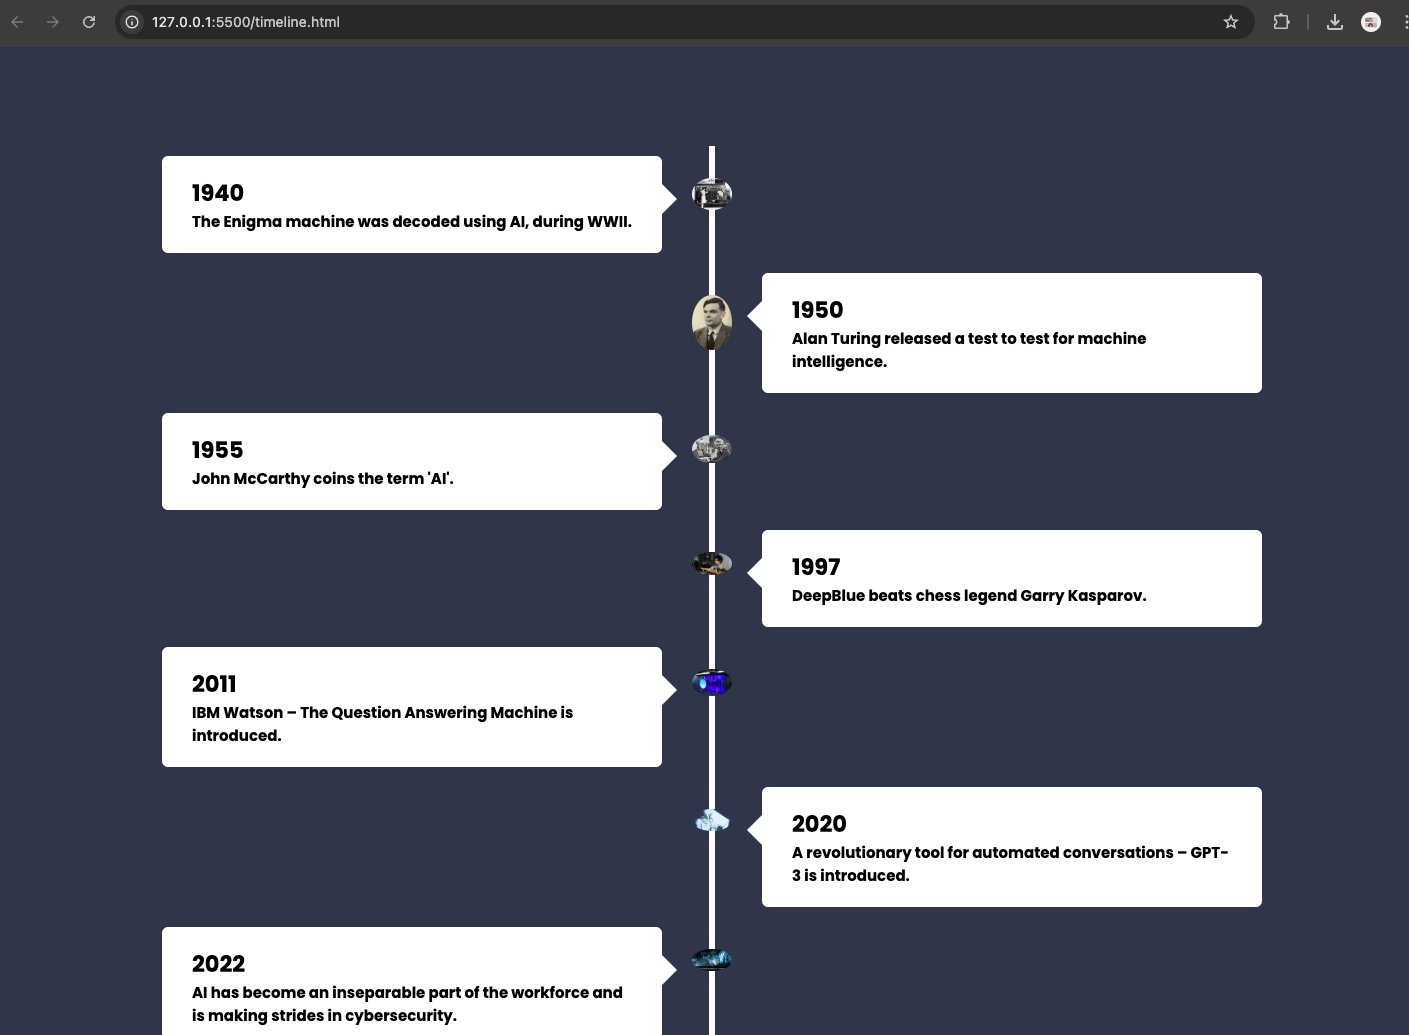 127.0.0.1:5500/timeline.html
1940
The Enigma machine was decoded using AI, during WWII.
1950
Alan Turing released a test to test for machine
intelligence.
1955
John McCarthy coins the term 'AI'.
1997
DeepBlue beats chess legend Garry Kasparov.
2011
IBM Watson – The Question Answering Machine is
introduced.
2020
A revolutionary tool for automated conversations – GPT-
3 is introduced.
2022
AI has become an inseparable part of the workforce and
is making strides in cybersecurity.